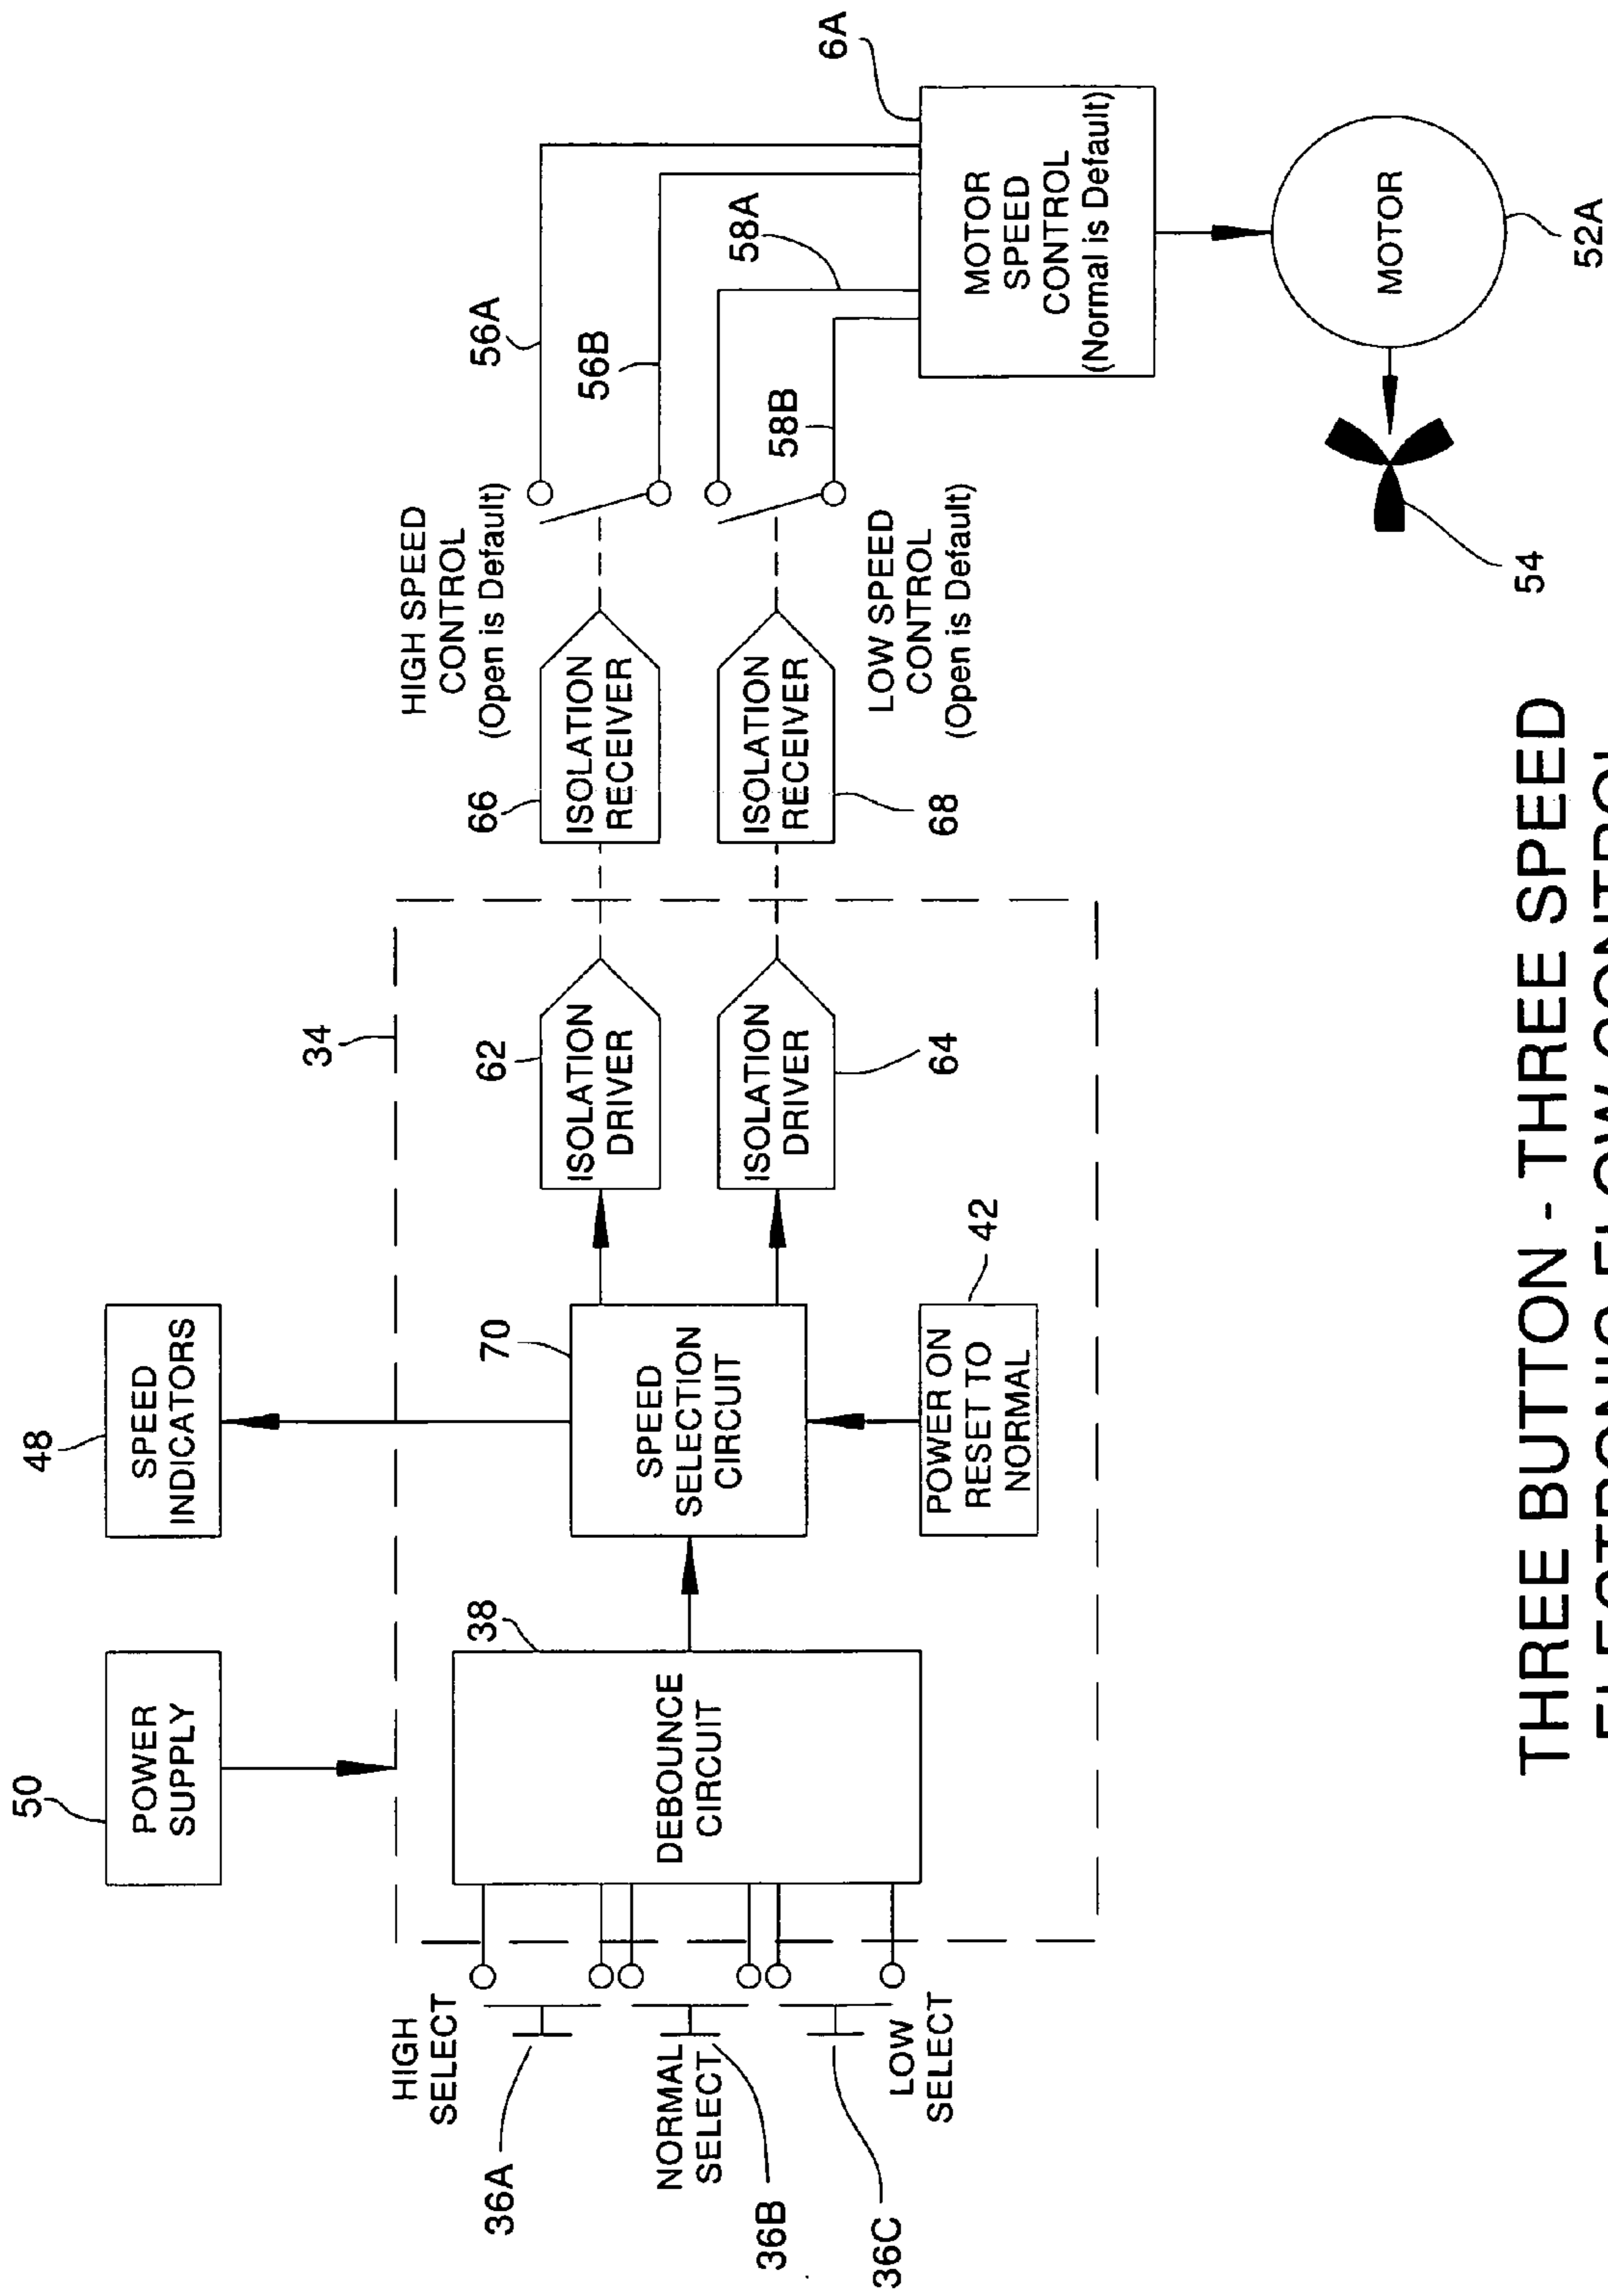 50
POWER
SUPPLY
48
SPEED
INDICATORS
34
HIGH
SELECT
36A
NORMAL
SELECT
36B
LOW
SELECT
36C
38
DEBOUNCE
CIRCUIT
70
SPEED
SELECTION
CIRCUIT
POWER ON
RESET TO
NORMAL
42
62
ISOLATION
DRIVER
ISOLATION
DRIVER
64
66
ISOLATION
RECEIVER
ISOLATION
RECEIVER
68
HIGH SPEED
CONTROL
(Open is Default)
LOW SPEED
CONTROL
(Open is Default)
56A
56B
58A
58B
6A
MOTOR
SPEED
CONTROL
(Normal is Default)
MOTOR
52A
54
THREE BUTTON - THREE SPEED
ELECTRONIC FLOW CONTROL